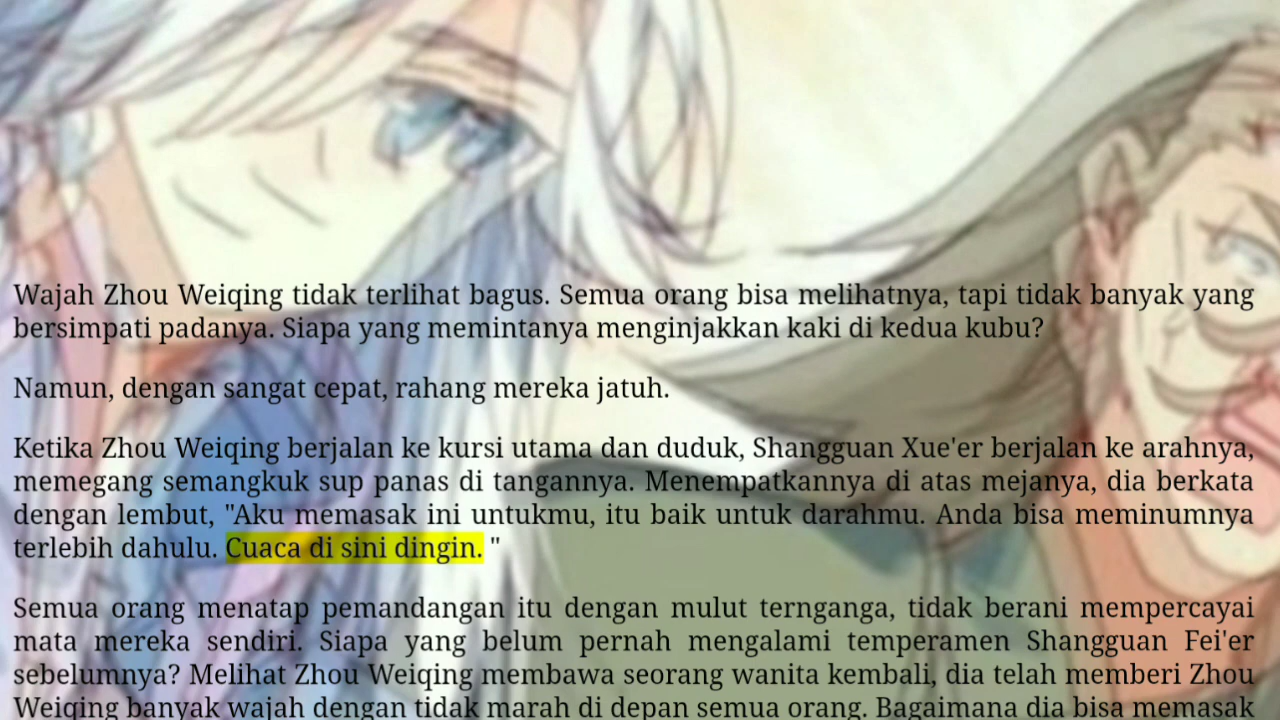 Wajah Zhou Weiqing tidak terlihat bagus. Semua orang bisa melihatnya, tapi tidak banyak yang
bersimpati padanya. Siapa yang memintanya menginjakkan kaki di kedua kubu?
Namun, dengan sangat cepat, rahang mereka jatuh.
Ketika Zhou Weiqing berjalan ke kursi utama dan duduk, Shangguan Xue'er berjalan ke arahnya,
memegang semangkuk sup panas di tangannya. Menempatkannya di atas mejanya, dia berkata
dengan lembut, "Aku memasak ini untukmu, itu baik untuk darahmu. Anda bisa meminumnya
terlebih dahulu. Cuaca di sini dingin. "
Semua orang menatap pemandangan itu dengan mulut ternganga, tidak berani mempercayai
mata mereka sendiri. Siapa yang belum pernah mengalami temperamen Shangguan Fei'er
sebelumnya? Melihat Zhou Weiqing membawa seorang wanita kembali, dia telah memberi Zhou
Weiqing banyak wajah dengan tidak marah di depan semua orang. Bagaimana dia bisa memasak